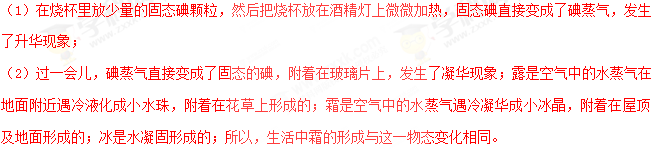 （1）在烧杯里放少量的固态碘颗粒，然后把烧杯放在酒精灯上微微加热，固态碘直接变成了碘蒸气，发生
了升华现象；
（2）过一会儿，碘蒸气直接变成了固态的碘，附着在玻璃片上，发生了凝华现象；露是空气中的水蒸气在
地面附近遇冷液化成小水珠，附着在花草上形成的；霜是空气中的水蒸气遇冷凝华成小冰晶，附着在屋顶
及地面形成的；冰是水凝固形成的；所以，生活中霜的形成与这一物态变化相同。